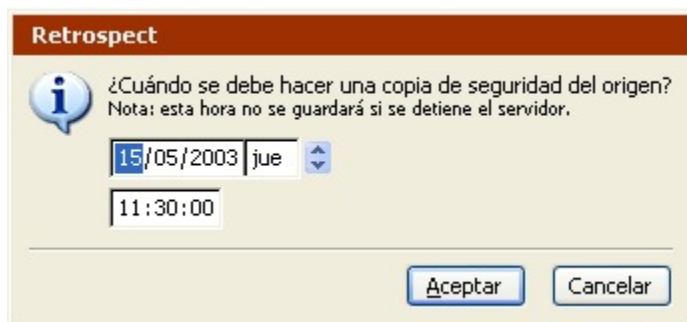 Retrospect
¿Cuándo se debe hacer una copia de seguridad del origen?
Nota: esta hora no se guardará si se detiene el servidor.
15/05/2003 jue
11:30:00
Aceptar Cancelar